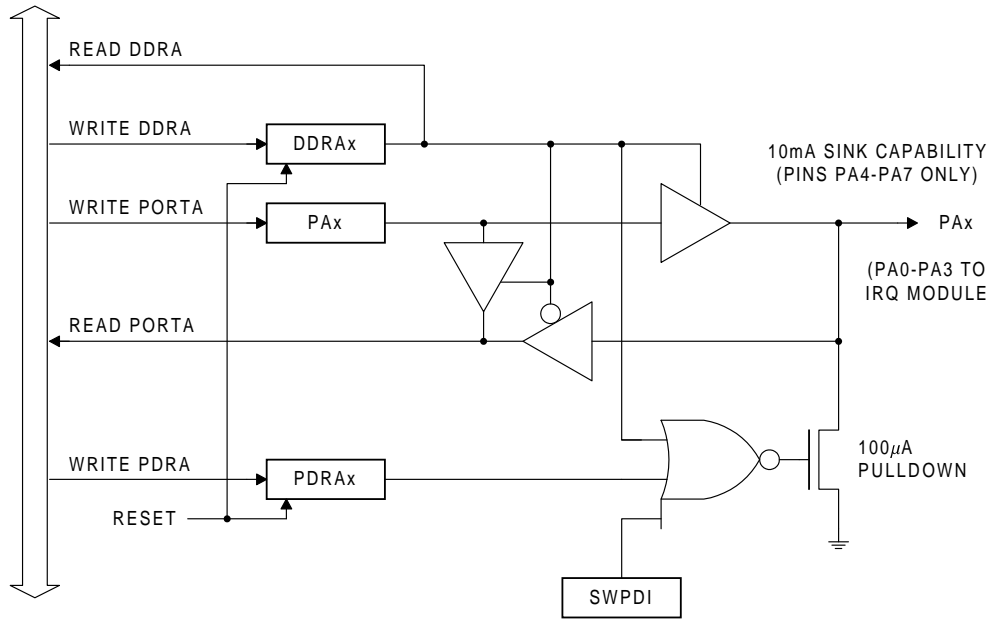 READ DDRA
WRITE DDRA
DDRAx
10mA SINK CAPABILITY
(PINS PA4-PA7 ONLY)
WRITE PORTA
PAx
PAx
(PA0-PA3 TO
IRQ MODULE
READ PORTA
WRITE PDRA
PDRAx
100μA
PULLDOWN
RESET
SWPDI